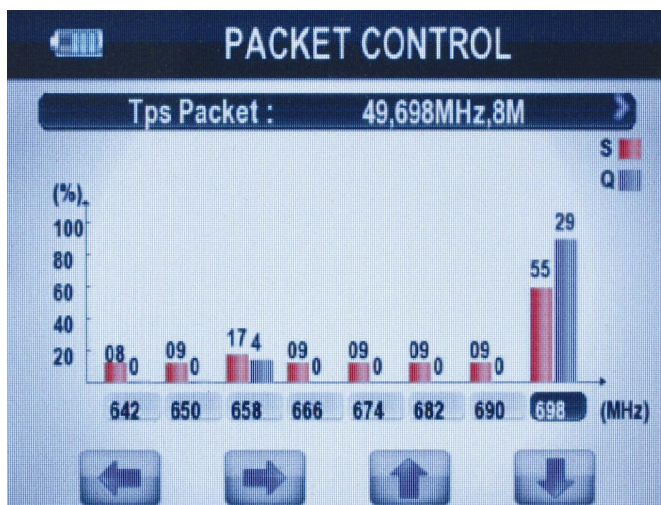 PACKET CONTROL
Tps Packet : 49,698MHz,8M
S
Q
(%)
100
80
60
40
20
08 0 09 0 17 4 09 0 09 0 09 0 09 0 55 29
642 650 658 666 674 682 690 698 (MHz)